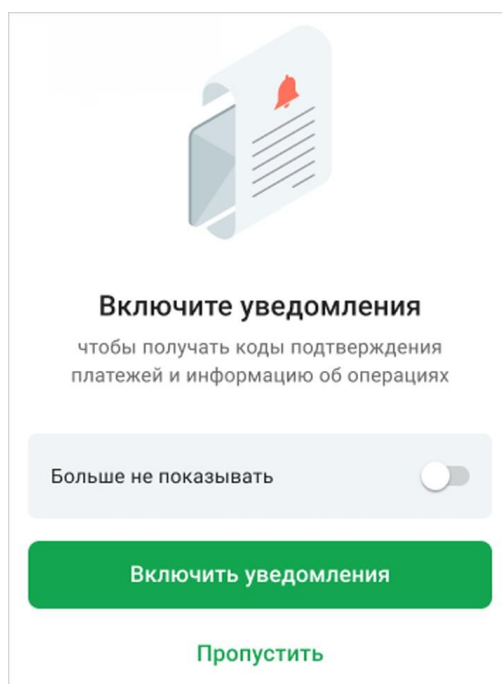 Включите уведомления
чтобы получать коды подтверждения
платежей и информацию об операциях
Больше не показывать
Включить уведомления
Пропустить